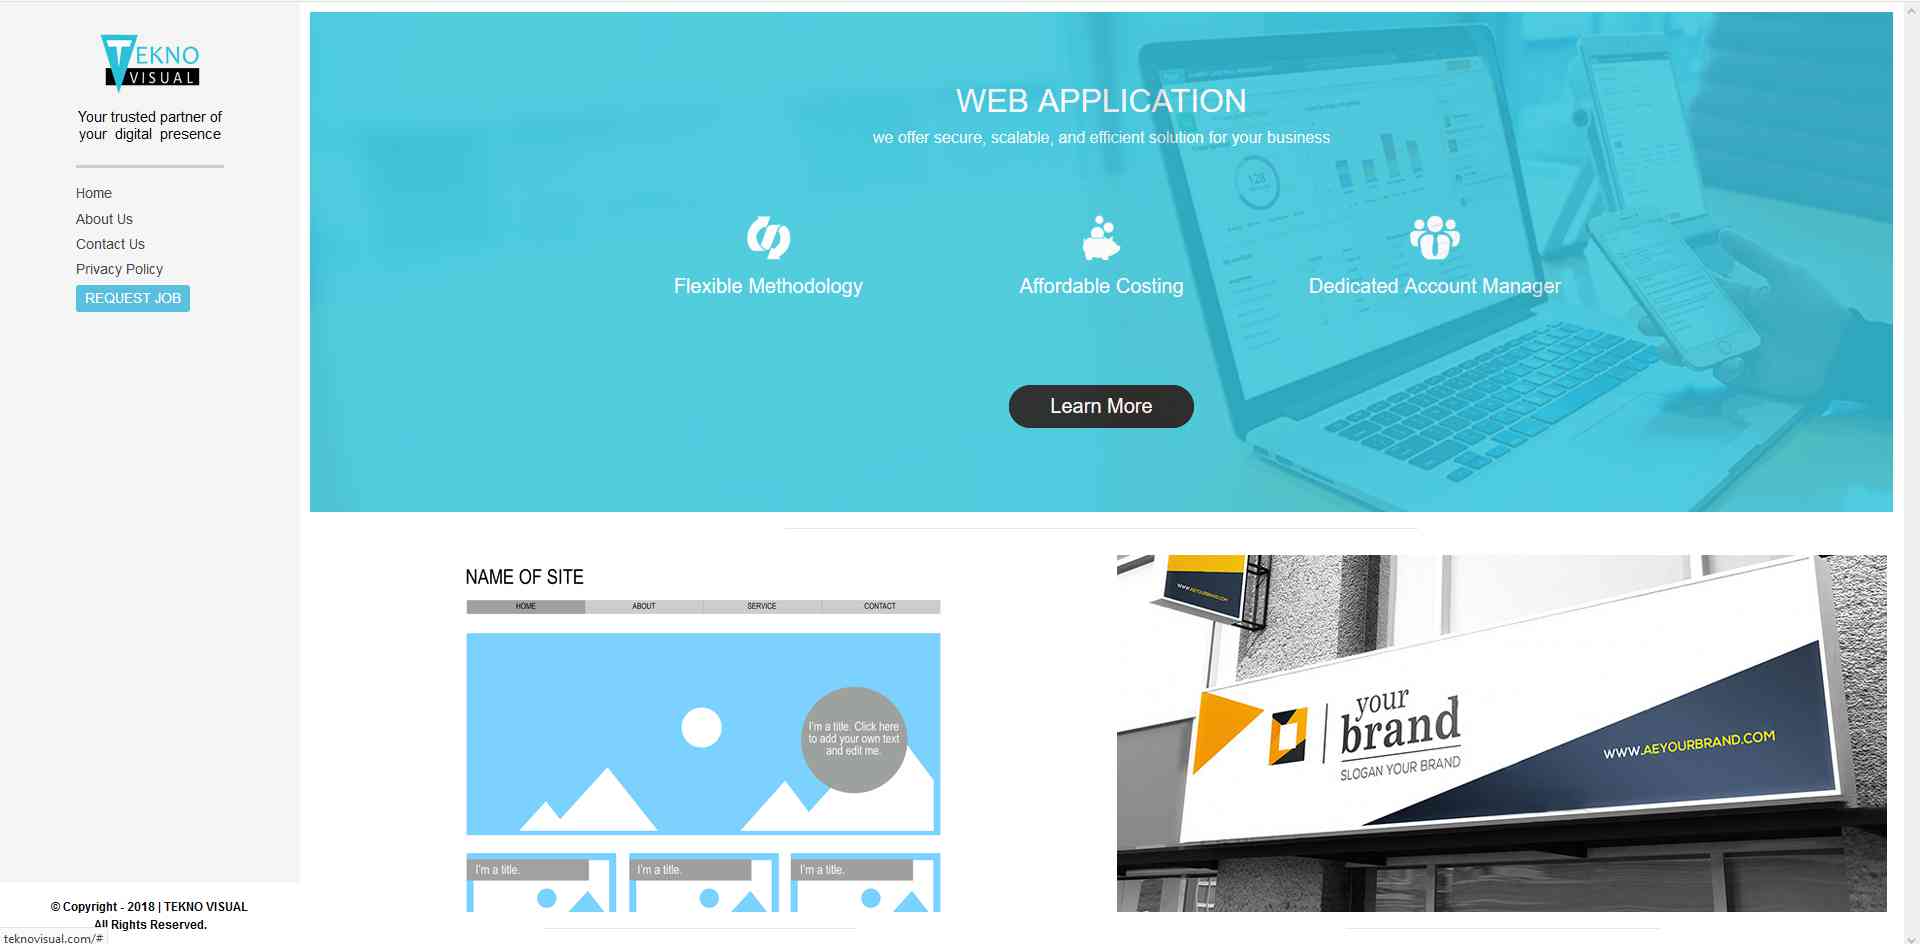 TEKNO
VISUAL
Your trusted partner of
your digital presence
Home
About Us
Contact Us
Privacy Policy
REQUEST JOB
© Copyright - 2018 | TEKNO VISUAL
All Rights Reserved.
teknovisual.com/#
WEB APPLICATION
we offer secure, scalable, and efficient solution for your business
128
Flexible Methodology
Affordable Costing
Dedicated Account Manager
Learn More
NAME OF SITE
HOME ABOUT SERVICE CONTACT
I'm a title. Click here
to add your own text
and edit me.
I'm a title. I'm a title. I'm a title.
WWW.AEYOURBRAND.COM
your
brand
SLOGAN YOUR BRAND
WWW.AEYOURBRAND.COM